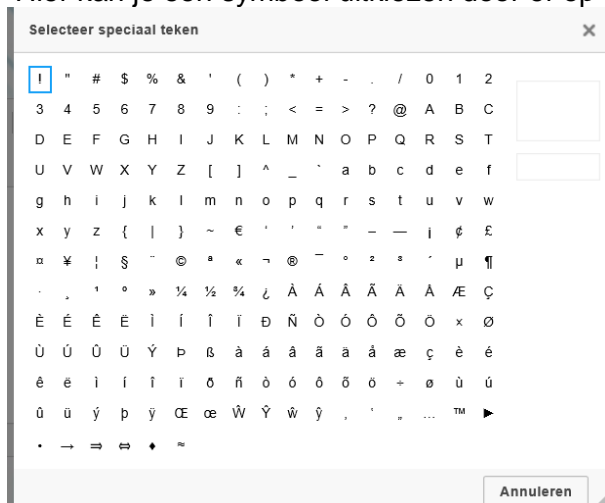 Hier kan je een symbool uitkiezen door er op
Selecteer speciaal teken ×
! " # $ % & ' ( ) * + - . / 0 1 2
3 4 5 6 7 8 9 : ; < = > ? @ A B C
D E F G H I J K L M N O P Q R S T
U V W X Y Z [ ] ^ _ ` a b c d e f
g h i j k l m n o p q r s t u v w
x y z { | } ~ € ‘ ’ “ ” – — ¡ ¢ £
¤ ¥ ¦ § ¨ © ª « ¬ ® ¯ ° ² ³ ´ µ ¶
· ¸ ¹ º » ¼ ½ ¾ ¿ À Á Â Ã Ä Å Æ Ç
È É Ê Ë Ì Í Î Ï Ð Ñ Ò Ó Ô Õ Ö × Ø
Ù Ú Û Ü Ý Þ ß à á â ã ä å æ ç è é
ê ë ì í î ï ð ñ ò ó ô õ ö ÷ ø ù ú
û ü ý þ ÿ Œ œ Ŵ Ŷ ŵ ŷ ‚ ‛ „ … ™ ►
• → ⇒ ⇔ ♦ ≈
Annuleren